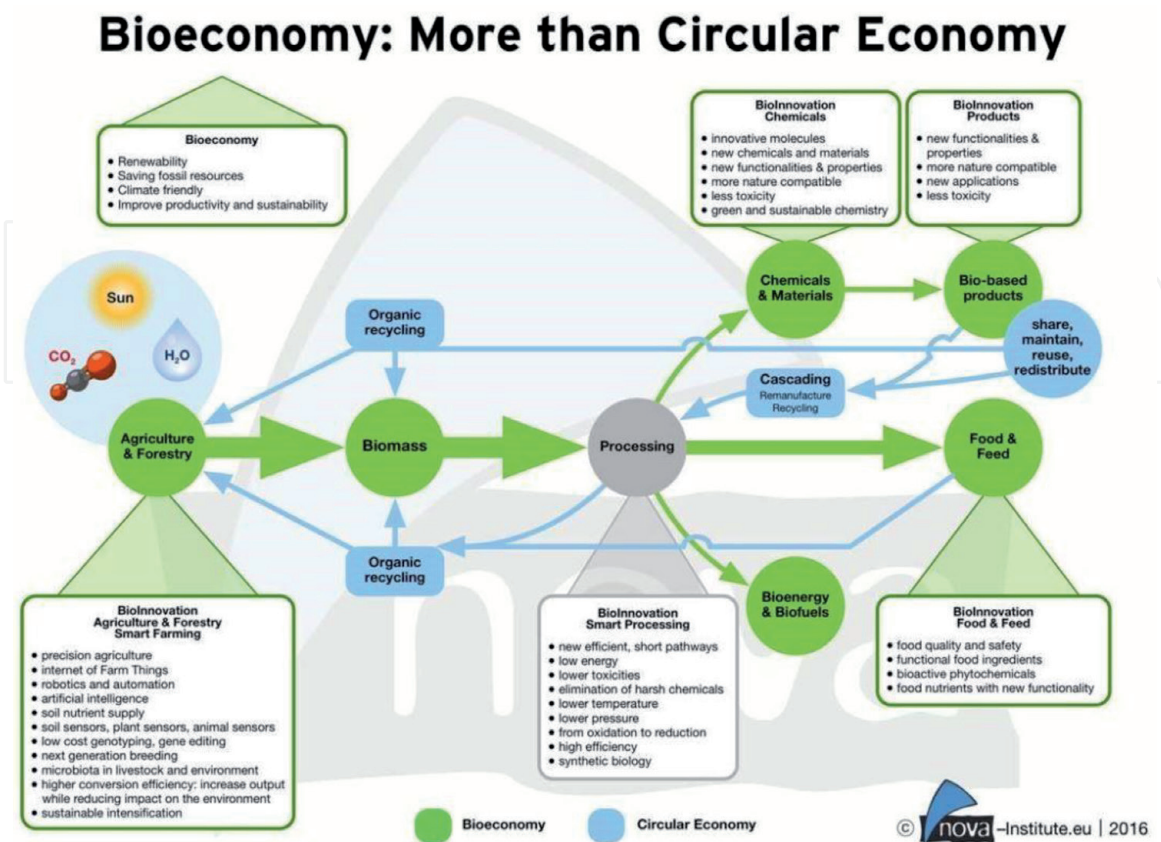 Bioeconomy: More than Circular Economy
Bioeconomy
• Renewability
• Saving fossil resources
• Climate friendly
• Improve productivity and sustainability
BioInnovation
Chemicals
• innovative molecules
• new chemicals and materials
• new functionalities & properties
• more nature compatible
• less toxicity
• green and sustainable chemistry
BioInnovation
Products
• new functionalities &
properties
• more nature compatible
• new applications
• less toxicity
Sun
CO₂
H₂O
Organic
recycling
Chemicals
& Materials
Bio-based
products
share,
maintain,
reuse,
redistribute
Cascading
Remanufacture
Recycling
Agriculture
& Forestry
Biomass
Processing
Food &
Feed
Organic
recycling
Bioenergy
& Biofuels
BioInnovation
Agriculture & Forestry
Smart Farming
• precision agriculture
• internet of Farm Things
• robotics and automation
• artificial intelligence
• soil nutrient supply
• soil sensors, plant sensors, animal sensors
• low cost genotyping, gene editing
• next generation breeding
• microbiota in livestock and environment
• higher conversion efficiency: increase output
while reducing impact on the environment
• sustainable intensification
BioInnovation
Smart Processing
• new efficient, short pathways
• low energy
• lower toxicities
• elimination of harsh chemicals
• lower temperature
• lower pressure
• from oxidation to reduction
• high efficiency
• synthetic biology
BioInnovation
Food & Feed
• food quality and safety
• functional food ingredients
• bioactive phytochemicals
• food nutrients with new functionality
nova
Bioeconomy
Circular Economy
© nova-Institute.eu | 2016